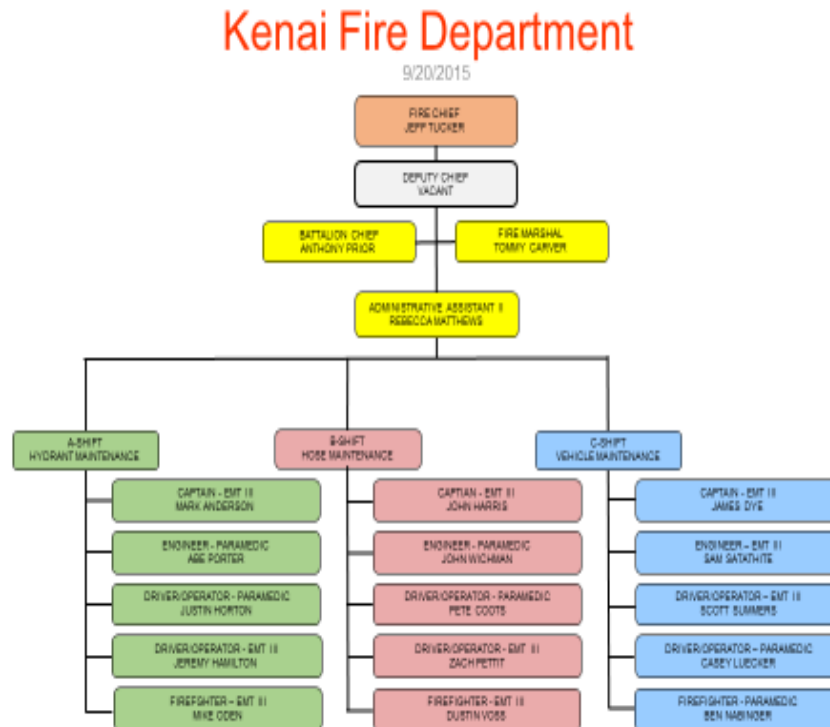 Kenai Fire Department
9/20/2015
FIRE CHIEF
JEFF TUCKER
DEPUTY CHIEF
VACANT
BATTALION CHIEF
ANTHONY PRIOR
FIRE MARSHAL
TOMMY CARVER
ADMINISTRATIVE ASSISTANT II
REBECCA MATTHEWS
A-SHIFT
HYDRANT MAINTENANCE
CAPTAIN - EMT III
MARK ANDERSON
ENGINEER - PARAMEDIC
ABE PORTER
DRIVER/OPERATOR - PARAMEDIC
JUSTIN HORTON
DRIVER/OPERATOR - EMT III
JEREMY HAMILTON
FIREFIGHTER – EMT III
MIKE ODEN
B-SHIFT
HOSE MAINTENANCE
CAPTIAN - EMT III
JOHN HARRIS
ENGINEER - PARAMEDIC
JOHN WICHMAN
DRIVER/OPERATOR - PARAMEDIC
PETE COOTS
DRIVER/OPERATOR - EMT III
ZACH PETTIT
FIREFIGHTER - EMT III
DUSTIN VOSS
C-SHIFT
VEHICLE MAINTENANCE
CAPTAIN - EMT III
JAMES DYE
ENGINEER – EMT III
SAM SATATHITE
DRIVER/OPERATOR – EMT III
SCOTT SUMMERS
DRIVER/OPERATOR – PARAMEDIC
CASEY LUECKER
FIREFIGHTER - PARAMEDIC
BEN NABINGER